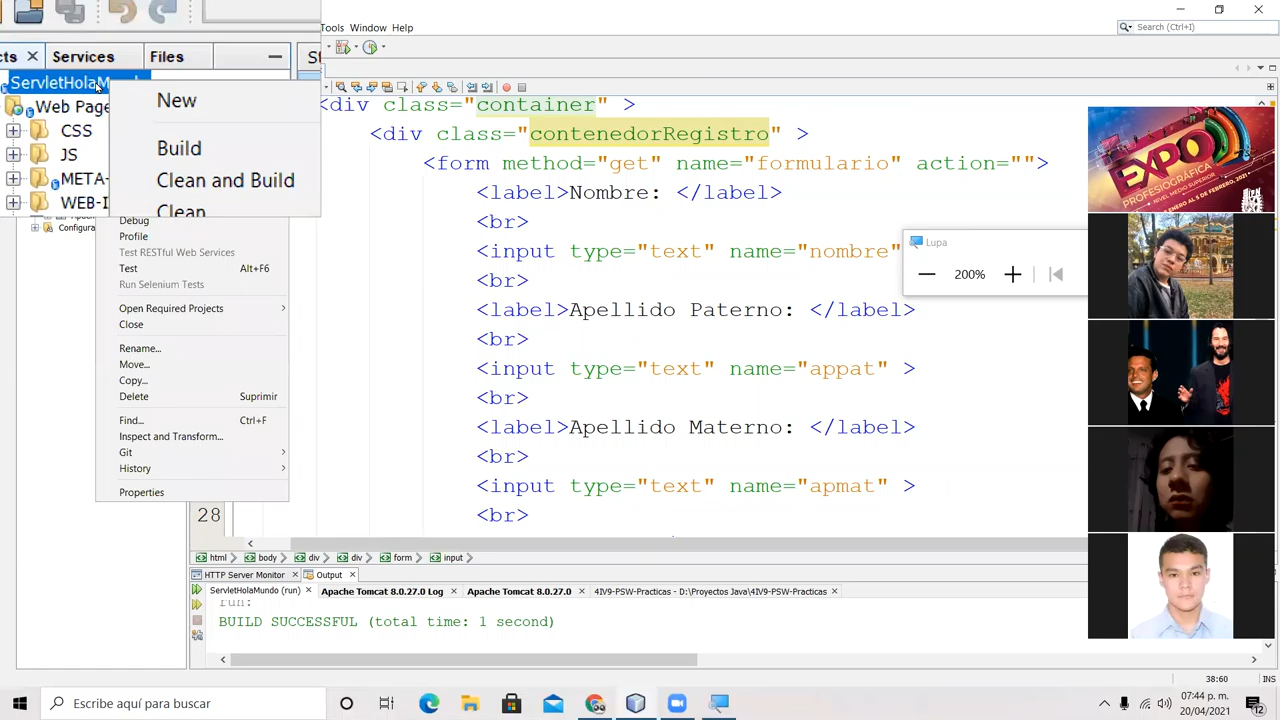 Tools Window Help
Search (Ctrl+I)
Services
Files
ServletHolaM
New
Web Page
CSS
JS
META-
WEB-I
Build
Clean and Build
Clean
Debug
Profile
Test RESTful Web Services
Test Alt+F6
Run Selenium Tests
Open Required Projects
Close
Rename...
Move...
Copy...
Delete Suprimir
Find... Ctrl+F
Inspect and Transform...
Git
History
Properties
Configura
<div class="container" >
<div class="contenedorRegistro" >
<form method="get" name="formulario" action="">
<label>Nombre: </label>
<br>
<input type="text" name="nombre"
<br>
<label>Apellido Paterno: </label>
<br>
<input type="text" name="appat" >
<br>
<label>Apellido Materno: </label>
<br>
<input type="text" name="apmat" >
<br>
28
Lupa
200%
EXPO
PROFESIOGRÁFICA
NIVEL MEDIO SUPERIOR
html body div div form input
HTTP Server Monitor Output
ServletHolaMundo (run) Apache Tomcat 8.0.27.0 Log Apache Tomcat 8.0.27.0 4IV9-PSW-Practicas - D:\Proyectos Java\4IV9-PSW-Practicas
run:
BUILD SUCCESSFUL (total time: 1 second)
38:60 INS
Escribe aquí para buscar
07:44 p. m.
20/04/2021
12